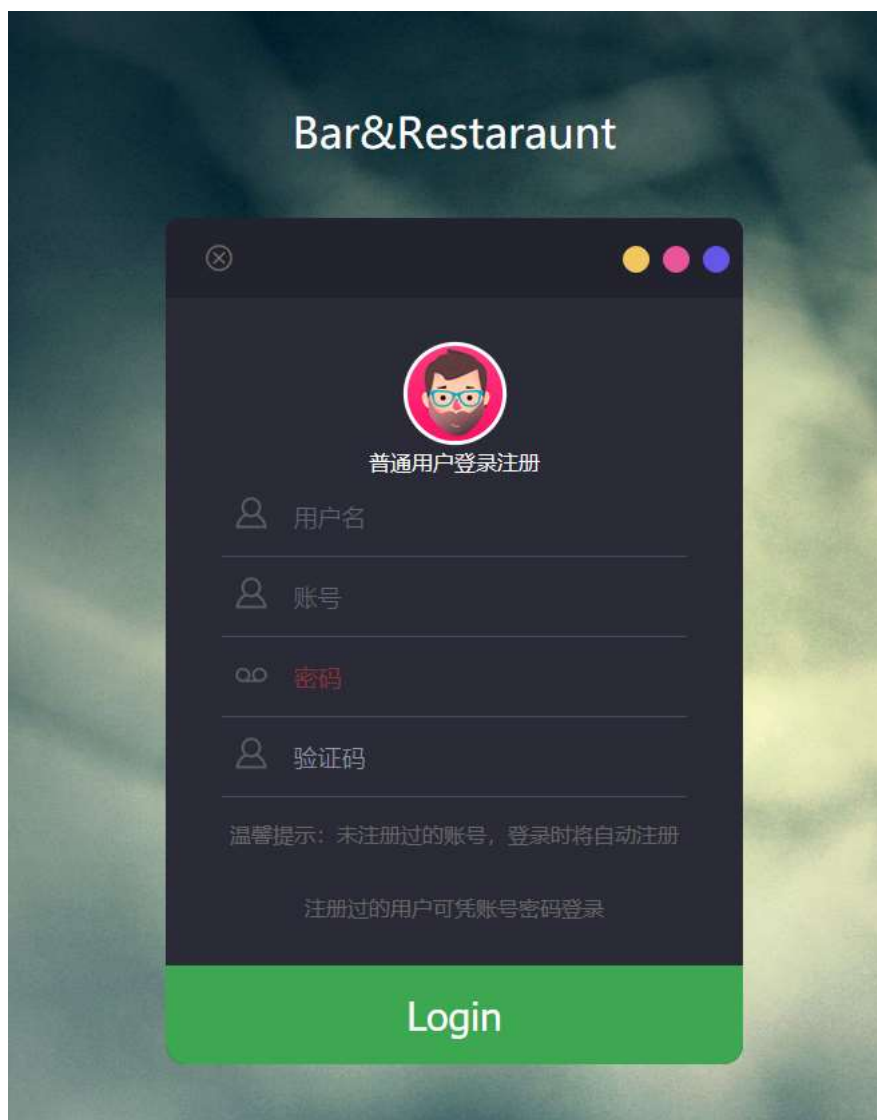 Bar&Restaraunt
普通用户登录注册
用户名
账号
密码
验证码
温馨提示：未注册过的账号，登录时将自动注册
注册过的用户可凭账号密码登录
Login